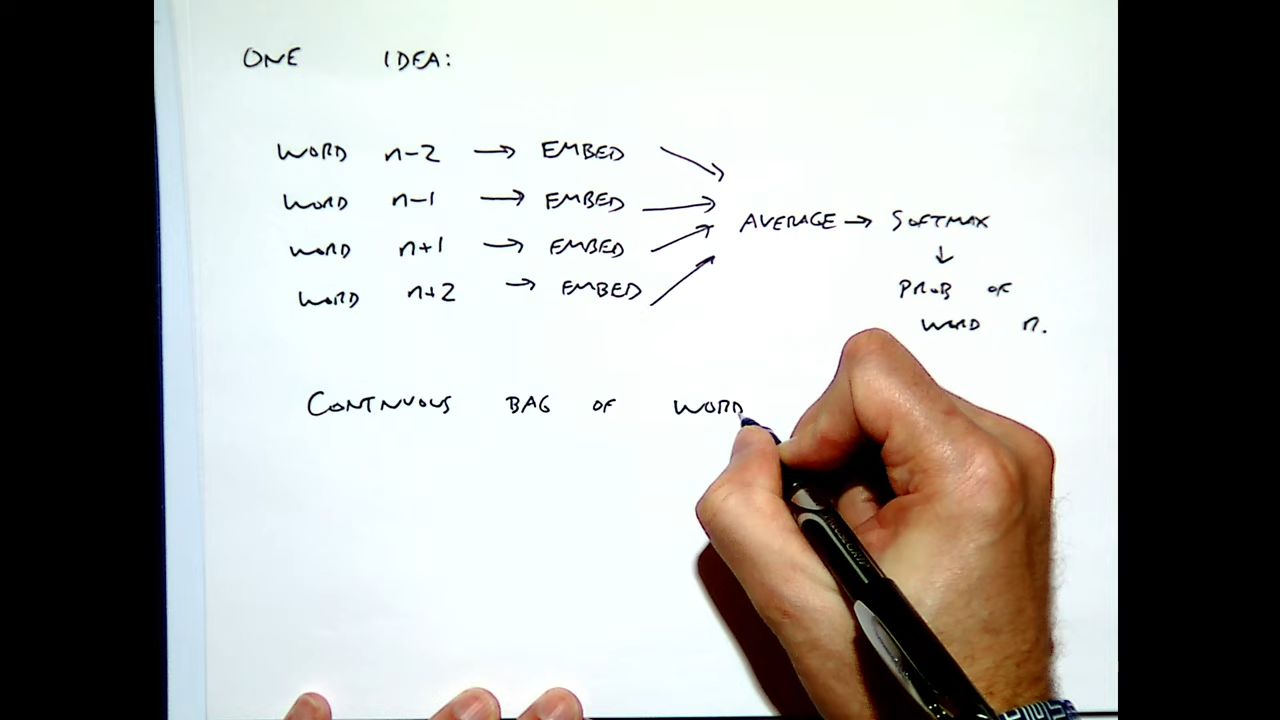 ONE IDEA:
WORD n-2 → EMBED
WORD n-1 → EMBED
WORD n+1 → EMBED
WORD n+2 → EMBED
AVERAGE → SOFTMAX
↓
PROB OF
WORD n.
CONTINUOUS BAG OF WORD